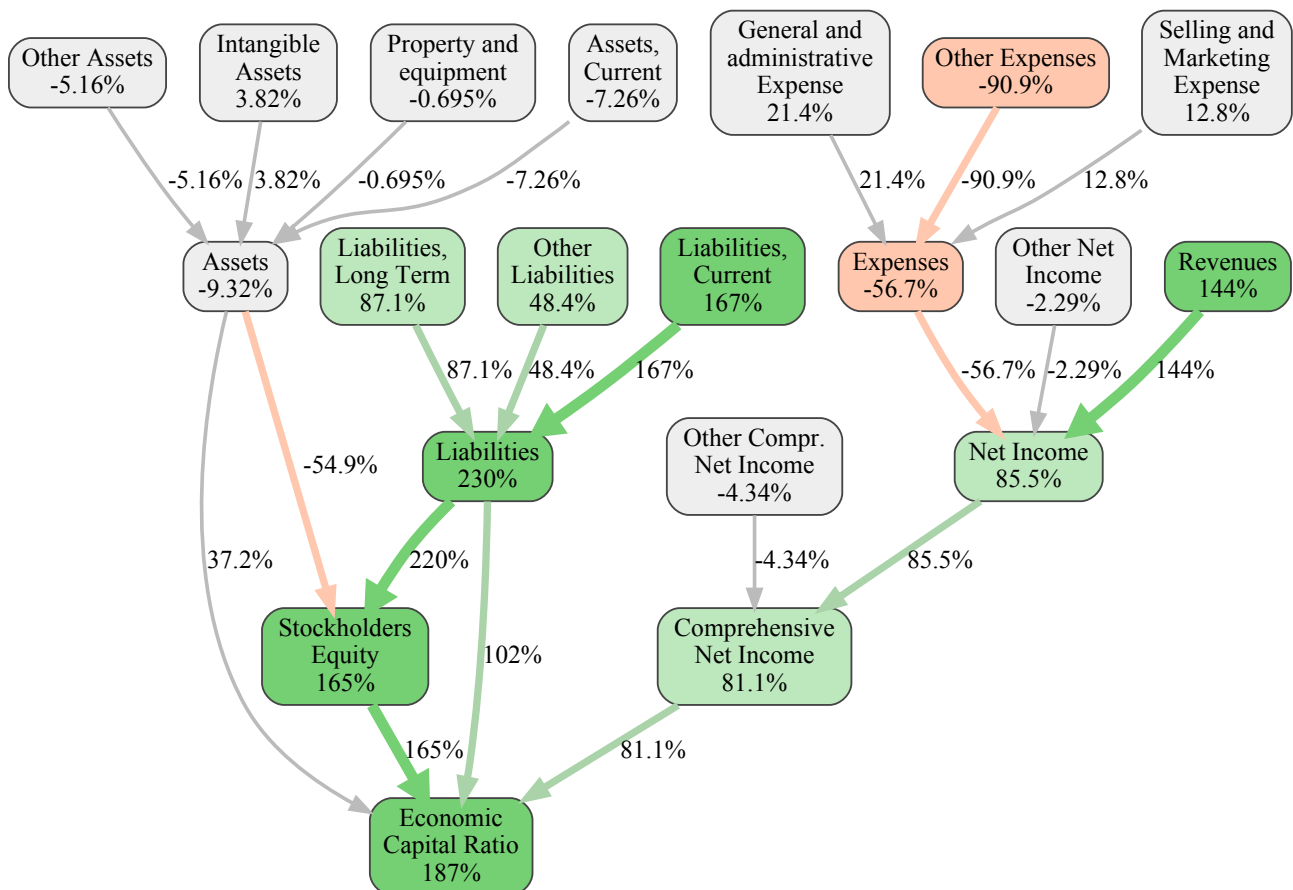 Other Assets
-5.16%
Intangible
Assets
3.82%
Property and
equipment
-0.695%
Assets,
Current
-7.26%
General and
administrative
Expense
21.4%
Other Expenses
-90.9%
Selling and
Marketing
Expense
12.8%
-5.16%
3.82%
-0.695%
-7.26%
21.4%
-90.9%
12.8%
Assets
-9.32%
Liabilities,
Long Term
87.1%
Other
Liabilities
48.4%
Liabilities,
Current
167%
Expenses
-56.7%
Other Net
Income
-2.29%
Revenues
144%
87.1%
48.4%
167%
-56.7%
-2.29%
144%
-54.9%
Liabilities
230%
Other Compr.
Net Income
-4.34%
Net Income
85.5%
37.2%
220%
-4.34%
85.5%
Stockholders
Equity
165%
102%
Comprehensive
Net Income
81.1%
165%
81.1%
Economic
Capital Ratio
187%